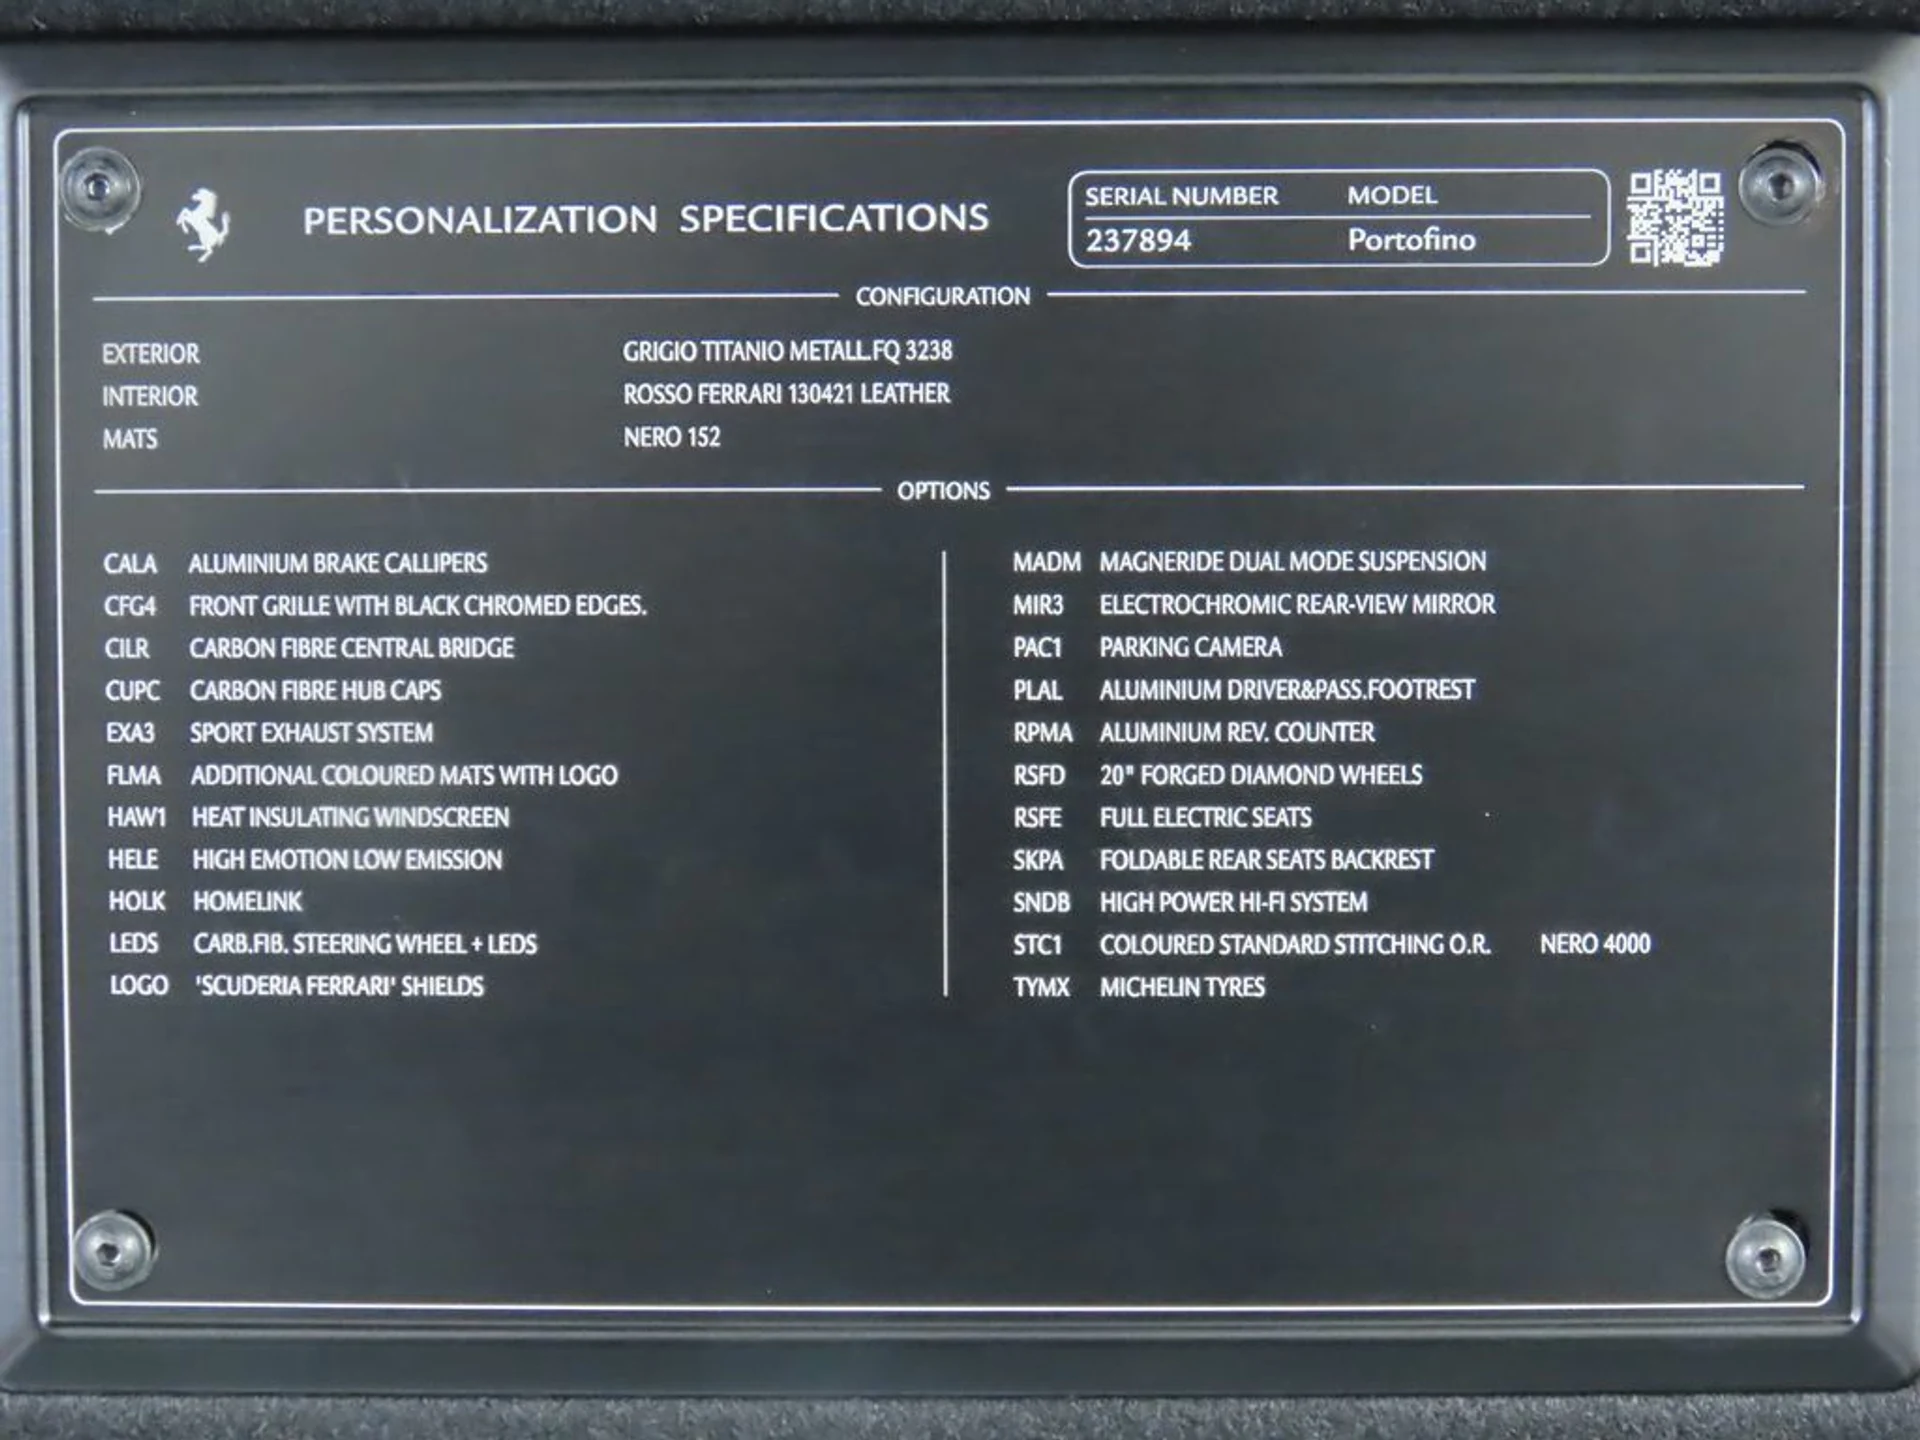 PERSONALIZATION SPECIFICATIONS
SERIAL NUMBER MODEL
237894 Portofino
CONFIGURATION
EXTERIOR GRIGIO TITANIO METALL.FQ 3238
INTERIOR ROSSO FERRARI 130421 LEATHER
MATS NERO 152
OPTIONS
CALA ALUMINIUM BRAKE CALLIPERS
CFG4 FRONT GRILLE WITH BLACK CHROMED EDGES.
CILR CARBON FIBRE CENTRAL BRIDGE
CUPC CARBON FIBRE HUB CAPS
EXA3 SPORT EXHAUST SYSTEM
FLMA ADDITIONAL COLOURED MATS WITH LOGO
HAW1 HEAT INSULATING WINDSCREEN
HELE HIGH EMOTION LOW EMISSION
HOLK HOMELINK
LEDS CARB.FIB. STEERING WHEEL + LEDS
LOGO 'SCUDERIA FERRARI' SHIELDS
MADM MAGNERIDE DUAL MODE SUSPENSION
MIR3 ELECTROCHROMIC REAR-VIEW MIRROR
PAC1 PARKING CAMERA
PLAL ALUMINIUM DRIVER&PASS.FOOTREST
RPMA ALUMINIUM REV. COUNTER
RSFD 20" FORGED DIAMOND WHEELS
RSFE FULL ELECTRIC SEATS
SKPA FOLDABLE REAR SEATS BACKREST
SNDB HIGH POWER HI-FI SYSTEM
STC1 COLOURED STANDARD STITCHING O.R. NERO 4000
TYMX MICHELIN TYRES